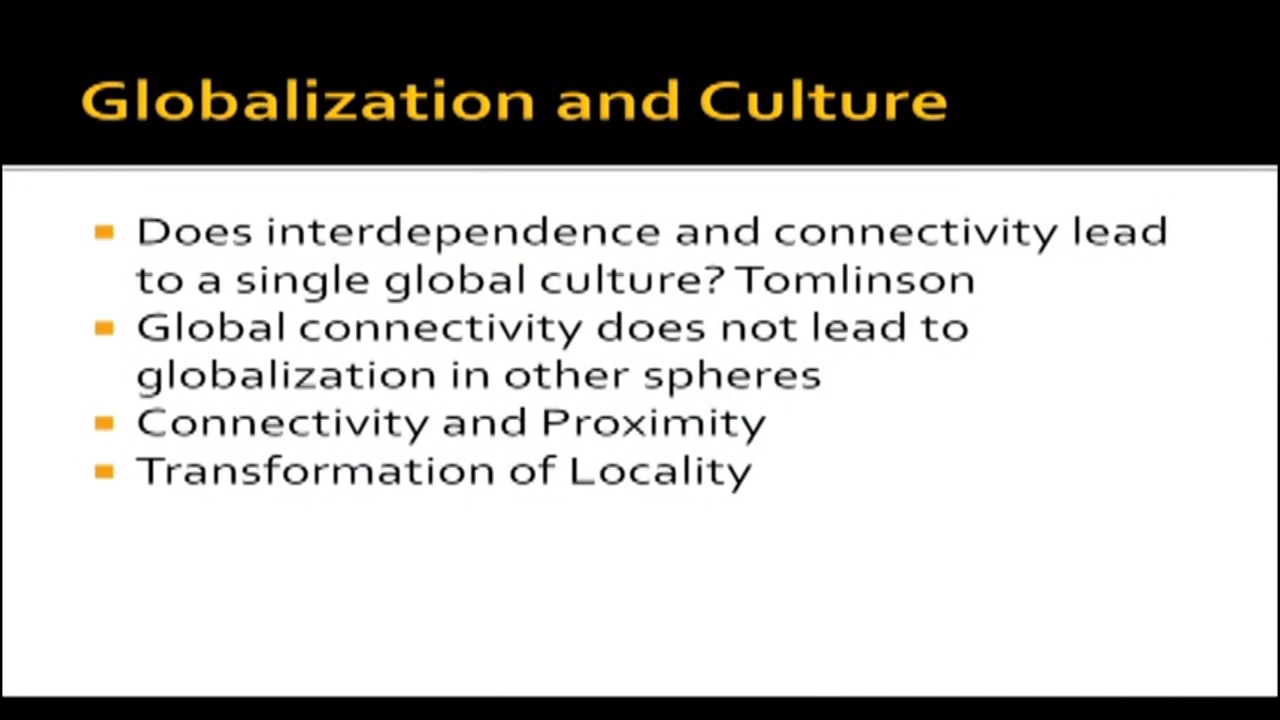 Globalization and Culture
Does interdependence and connectivity lead
to a single global culture? Tomlinson
Global connectivity does not lead to
globalization in other spheres
Connectivity and Proximity
Transformation of Locality